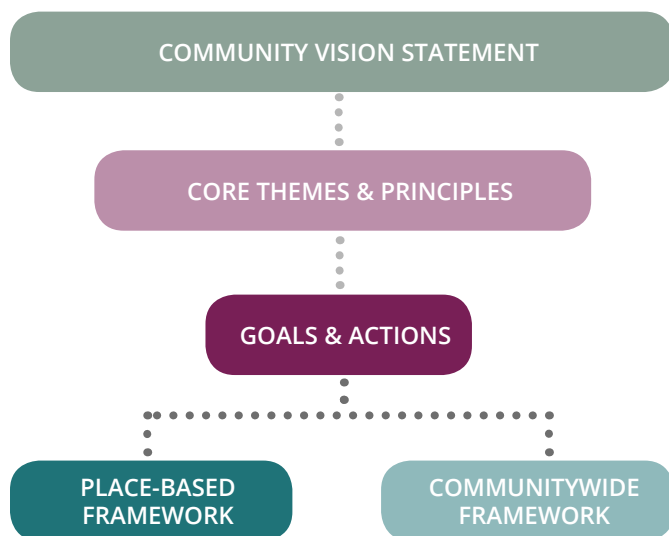 COMMUNITY VISION STATEMENT
CORE THEMES & PRINCIPLES
GOALS & ACTIONS
PLACE-BASED
FRAMEWORK
COMMUNITYWIDE
FRAMEWORK